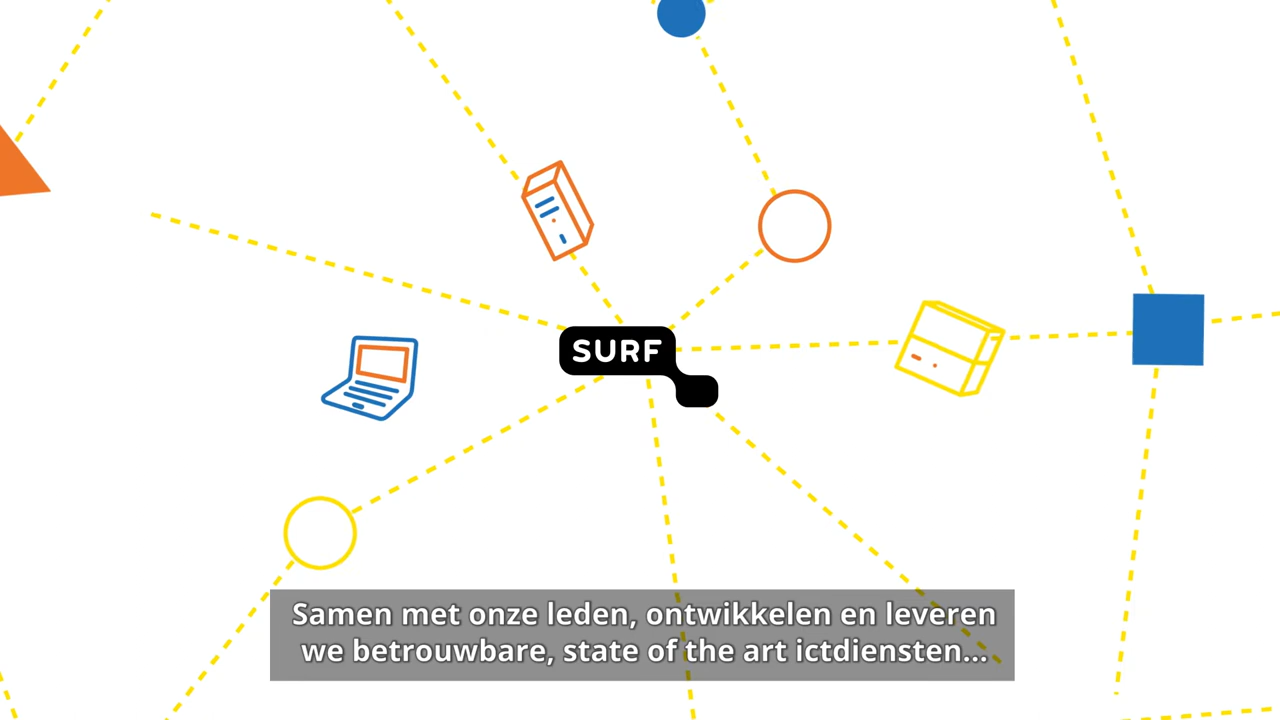 SURF
Samen met onze leden, ontwikkelen en leveren
we betrouwbare, state of the art ictdiensten...